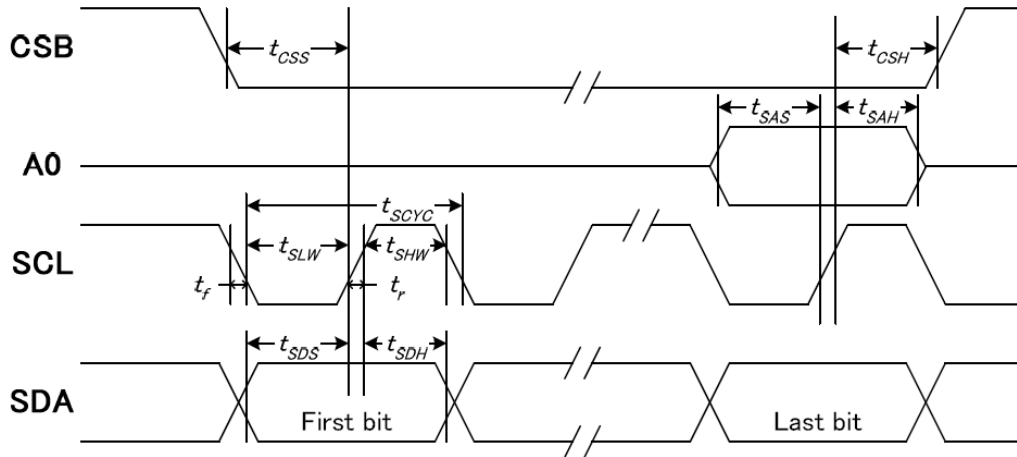 CSB
tCSS
tCSH
A0
tSAS
tSAH
SCL
tSCYC
tSLW
tSHW
tf
tr
SDA
tSDS
tSDH
First bit
Last bit